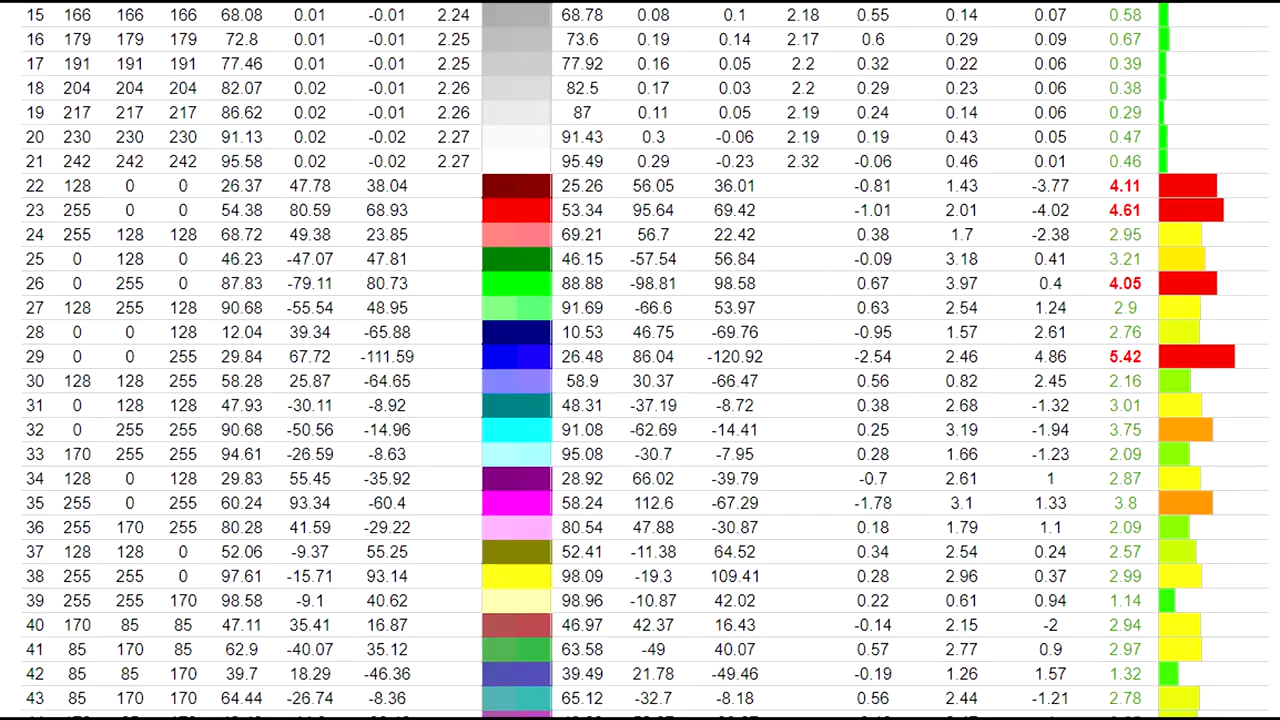 15 166 166 166 68.08 0.01 -0.01 2.24 68.78 0.08 0.1 2.18 0.55 0.14 0.07 0.58
16 179 179 179 72.8 0.01 -0.01 2.25 73.6 0.19 0.14 2.17 0.6 0.29 0.09 0.67
17 191 191 191 77.46 0.01 -0.01 2.25 77.92 0.16 0.05 2.2 0.32 0.22 0.06 0.39
18 204 204 204 82.07 0.02 -0.01 2.26 82.5 0.17 0.03 2.2 0.29 0.23 0.06 0.38
19 217 217 217 86.62 0.02 -0.01 2.26 87 0.11 0.05 2.19 0.24 0.14 0.06 0.29
20 230 230 230 91.13 0.02 -0.02 2.27 91.43 0.3 -0.06 2.19 0.19 0.43 0.05 0.47
21 242 242 242 95.58 0.02 -0.02 2.27 95.49 0.29 -0.23 2.32 -0.06 0.46 0.01 0.46
22 128 0 0 26.37 47.78 38.04 25.26 56.05 36.01 -0.81 1.43 -3.77 4.11
23 255 0 0 54.38 80.59 68.93 53.34 95.64 69.42 -1.01 2.01 -4.02 4.61
24 255 128 128 68.72 49.38 23.85 69.21 56.7 22.42 0.38 1.7 -2.38 2.95
25 0 128 0 46.23 -47.07 47.81 46.15 -57.54 56.84 -0.09 3.18 0.41 3.21
26 0 255 0 87.83 -79.11 80.73 88.88 -98.81 98.58 0.67 3.97 0.4 4.05
27 128 255 128 90.68 -55.54 48.95 91.69 -66.6 53.97 0.63 2.54 1.24 2.9
28 0 0 128 12.04 39.34 -65.88 10.53 46.75 -69.76 -0.95 1.57 2.61 2.76
29 0 0 255 29.84 67.72 -111.59 26.48 86.04 -120.92 -2.54 2.46 4.86 5.42
30 128 128 255 58.28 25.87 -64.65 58.9 30.37 -66.47 0.56 0.82 2.45 2.16
31 0 128 128 47.93 -30.11 -8.92 48.31 -37.19 -8.72 0.38 2.68 -1.32 3.01
32 0 255 255 90.68 -50.56 -14.96 91.08 -62.69 -14.41 0.25 3.19 -1.94 3.75
33 170 255 255 94.61 -26.59 -8.63 95.08 -30.7 -7.95 0.28 1.66 -1.23 2.09
34 128 0 128 29.83 55.45 -35.92 28.92 66.02 -39.79 -0.7 2.61 1 2.87
35 255 0 255 60.24 93.34 -60.4 58.24 112.6 -67.29 -1.78 3.1 1.33 3.8
36 255 170 255 80.28 41.59 -29.22 80.54 47.88 -30.87 0.18 1.79 1.1 2.09
37 128 128 0 52.06 -9.37 55.25 52.41 -11.38 64.52 0.34 2.54 0.24 2.57
38 255 255 0 97.61 -15.71 93.14 98.09 -19.3 109.41 0.28 2.96 0.37 2.99
39 255 255 170 98.58 -9.1 40.62 98.96 -10.87 42.02 0.22 0.61 0.94 1.14
40 170 85 85 47.11 35.41 16.87 46.97 42.37 16.43 -0.14 2.15 -2 2.94
41 85 170 85 62.9 -40.07 35.12 63.58 -49 40.07 0.57 2.77 0.9 2.97
42 85 85 170 39.7 18.29 -46.36 39.49 21.78 -49.46 -0.19 1.26 1.57 1.32
43 85 170 170 64.44 -26.74 -8.36 65.12 -32.7 -8.18 0.56 2.44 -1.21 2.78